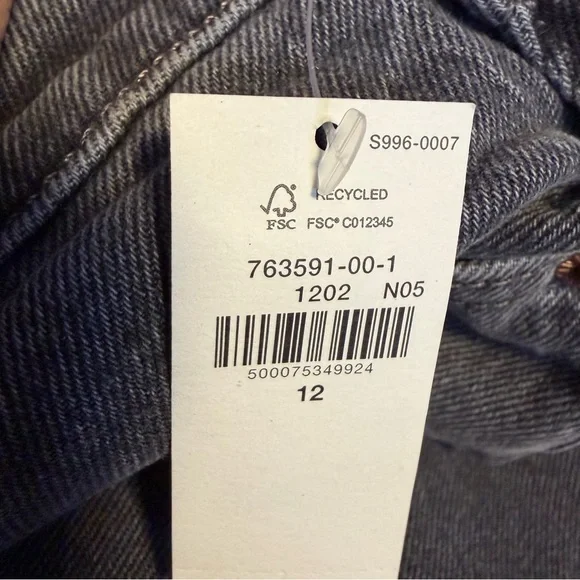 S996-0007
RECYCLED
FSC FSC® C012345
763591-00-1
1202 N05
500075349924
12